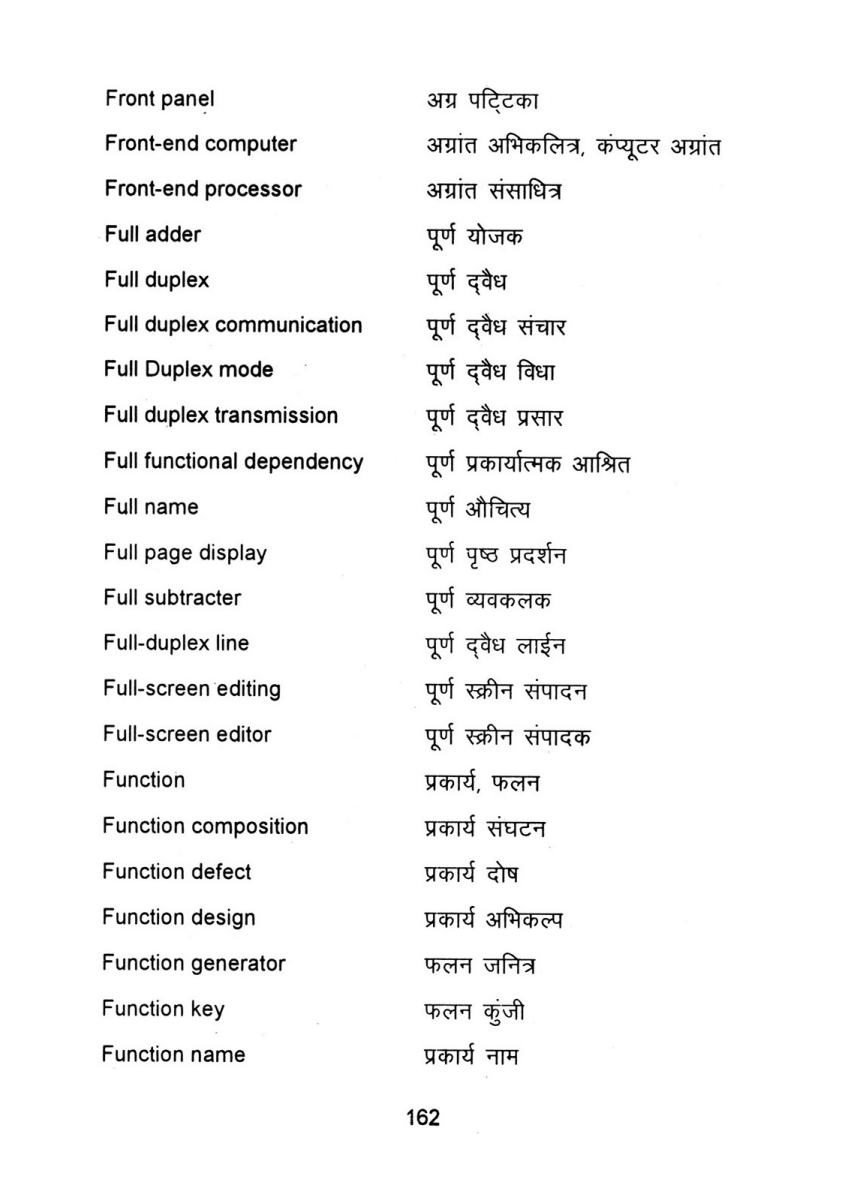 Front panel अग्र पट्टिका
Front-end computer अग्रांत अभिकलित्र, कंप्यूटर अग्रांत
Front-end processor अग्रांत संसाधित्र
Full adder पूर्ण योजक
Full duplex पूर्ण द्वैध
Full duplex communication पूर्ण द्वैध संचार
Full Duplex mode पूर्ण द्वैध विधा
Full duplex transmission पूर्ण द्वैध प्रसार
Full functional dependency पूर्ण प्रकार्यात्मक आश्रित
Full name पूर्ण औचित्य
Full page display पूर्ण पृष्ठ प्रदर्शन
Full subtracter पूर्ण व्यवकलक
Full-duplex line पूर्ण द्वैध लाईन
Full-screen editing पूर्ण स्क्रीन संपादन
Full-screen editor पूर्ण स्क्रीन संपादक
Function प्रकार्य, फलन
Function composition प्रकार्य संघटन
Function defect प्रकार्य दोष
Function design प्रकार्य अभिकल्प
Function generator फलन जनित्र
Function key फलन कुंजी
Function name प्रकार्य नाम
162